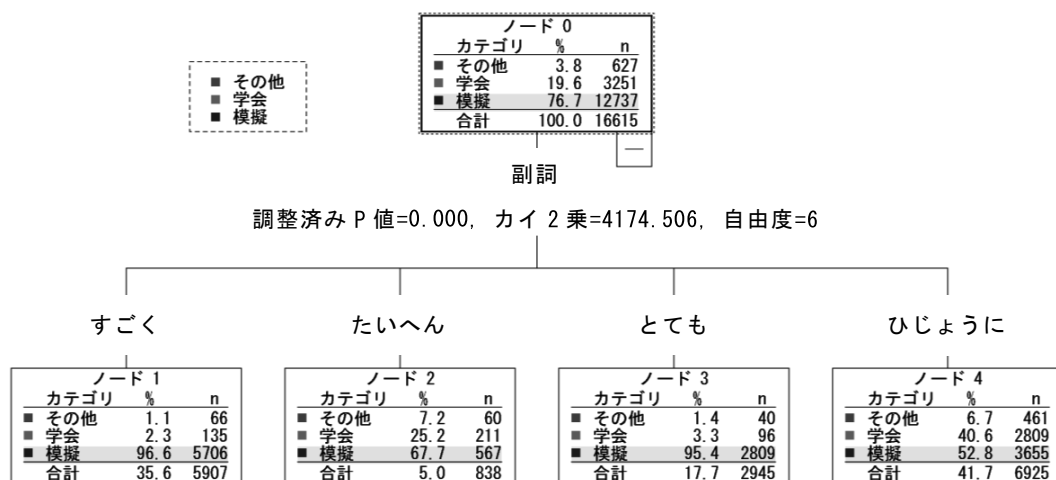 ノード 0
カテゴリ % n
その他 3.8 627
学会 19.6 3251
模擬 76.7 12737
合計 100.0 16615
その他
学会
模擬
副詞
調整済み P 値=0.000, カイ 2 乗=4174.506, 自由度=6
すごく
たいへん
とても
ひじょうに
ノード 1
カテゴリ % n
その他 1.1 66
学会 2.3 135
模擬 96.6 5706
合計 35.6 5907
ノード 2
カテゴリ % n
その他 7.2 60
学会 25.2 211
模擬 67.7 567
合計 5.0 838
ノード 3
カテゴリ % n
その他 1.4 40
学会 3.3 96
模擬 95.4 2809
合計 17.7 2945
ノード 4
カテゴリ % n
その他 6.7 461
学会 40.6 2809
模擬 52.8 3655
合計 41.7 6925